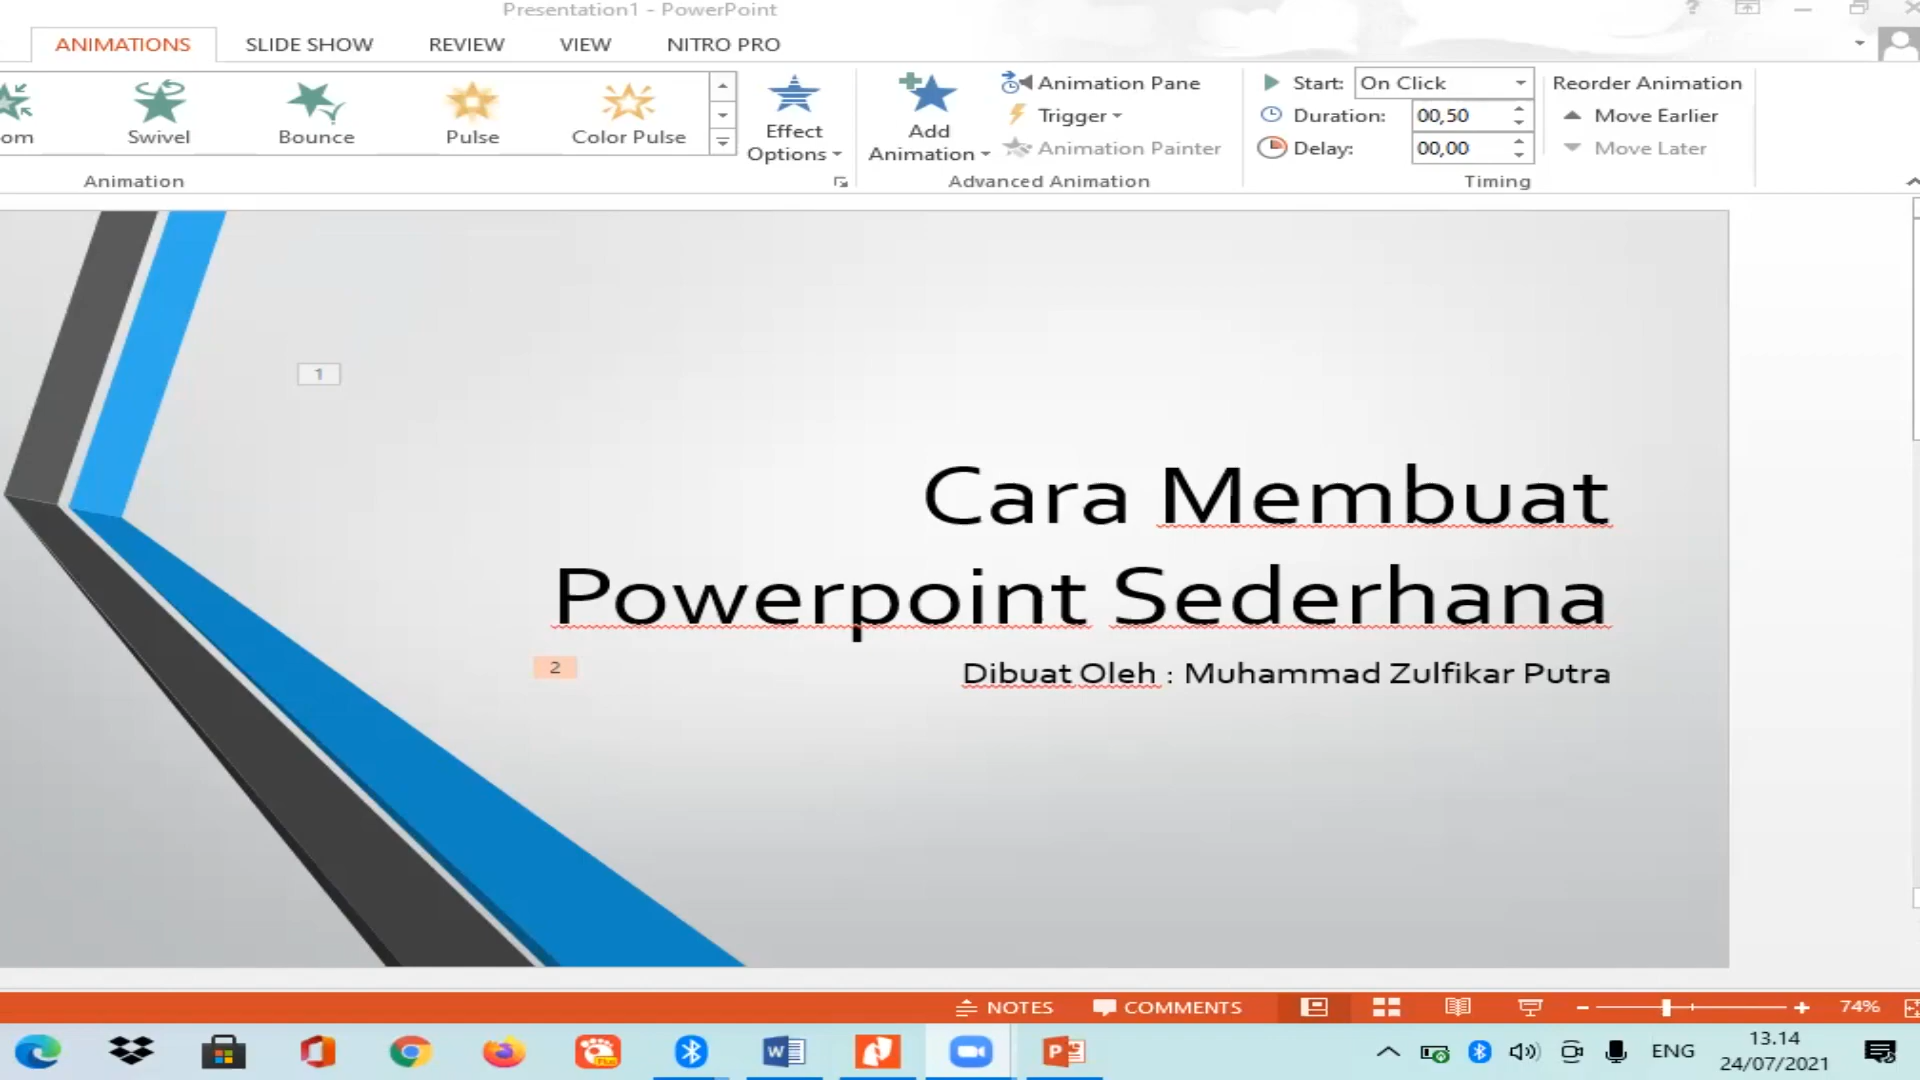 Presentation1 - PowerPoint
?
ANIMATIONS SLIDE SHOW REVIEW VIEW NITRO PRO
om Swivel Bounce Pulse Color Pulse
Effect Options
Add Animation
Animation Pane
Trigger
Animation Painter
Start: On Click
Duration: 00,50
Delay: 00,00
Reorder Animation
Move Earlier
Move Later
Animation Advanced Animation Timing
1
Cara Membuat
Powerpoint Sederhana
2
Dibuat Oleh : Muhammad Zulfikar Putra
NOTES COMMENTS 74%
ENG
13.14
24/07/2021